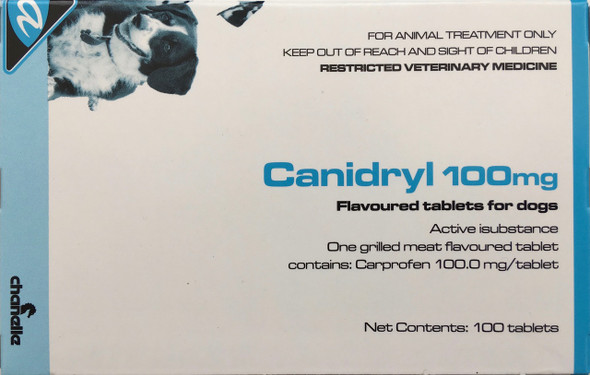 FOR ANIMAL TREATMENT ONLY
KEEP OUT OF REACH AND SIGHT OF CHILDREN
RESTRICTED VETERINARY MEDICINE
Canidryl 100mg
Flavoured tablets for dogs
Active isubstance
One grilled meat flavoured tablet
contains: Carprofen 100.0 mg/tablet
Net Contents: 100 tablets
chanelle